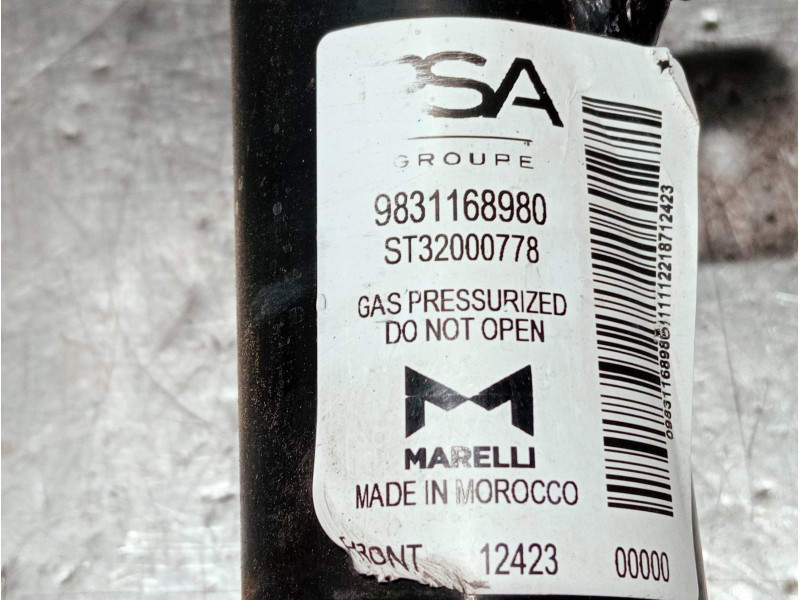 PSA
GROUPE
9831168980
ST32000778
GAS PRESSURIZED
DO NOT OPEN
MARELLI
MADE IN MOROCCO
FRONT 12423 00000